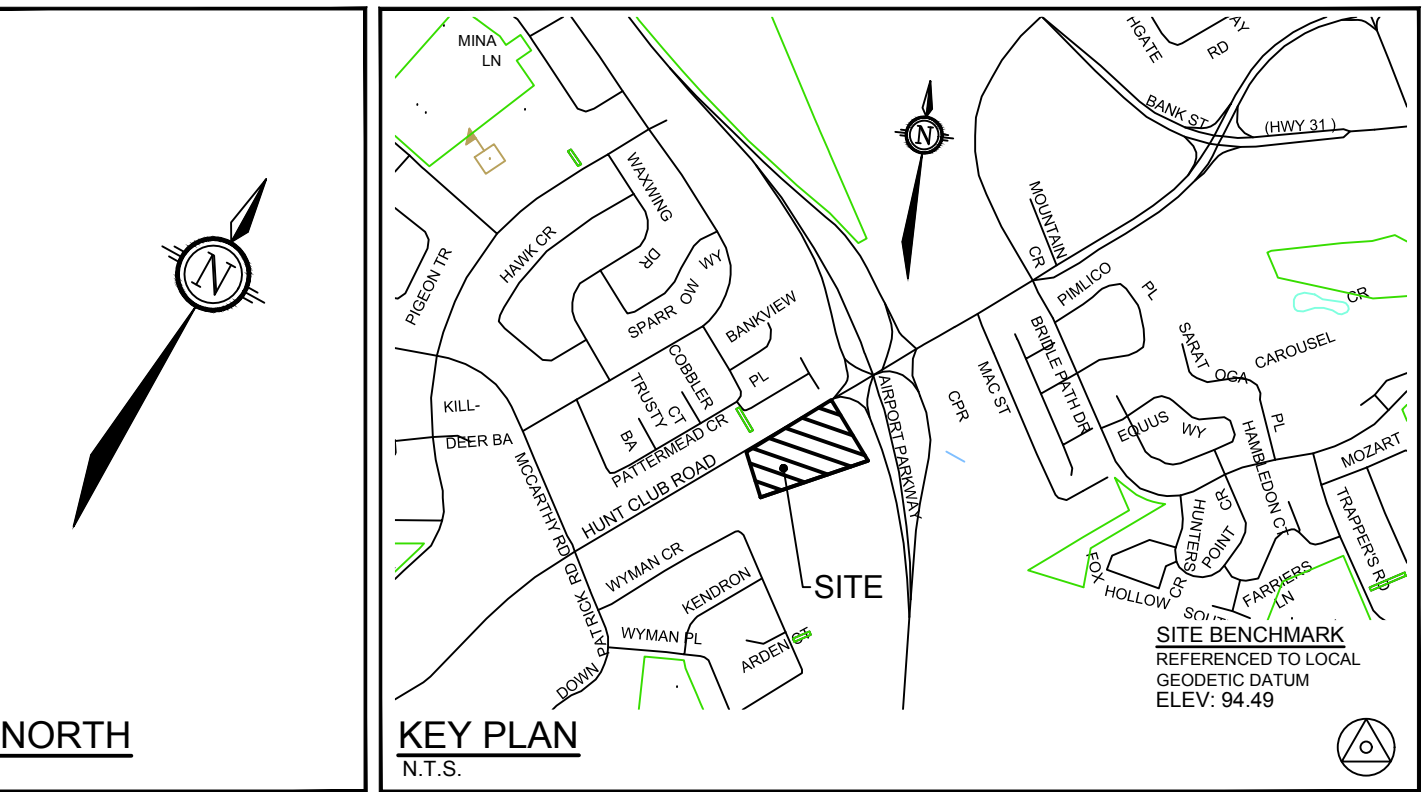 MINA
LN
HGATE
AY
RD
BANK ST
(HWY 31 )
N
N
WAXWING
DR
HAWK CR
PIGEON TR
SPARR
OW
WY
BANKVIEW
PL
MOUNTAIN
CR
PIMLICO
PL
CR
SARAT
OGA
PL
CAROUSEL
BRIDLE PATH DR
MAC ST
CPR
AIRPORT PARKWAY
COBBLER
CT
TRUSTY
BA
PATTERMEAD CR
HUNT CLUB ROAD
KILL-
DEER BA
MCCARTHY RD
EQUUS
WY
HAMBLEDON CT
MOZART
TRAPPER'S RD
HUNTERS
POINT
CR
FOX
HOLLOW
CR
FARRIERS
LN
WYMAN CR
KENDRON
WYMAN PL
ARDEN CT
DOWN
PATRICK RD
SITE
SITE BENCHMARK
REFERENCED TO LOCAL
GEODETIC DATUM
ELEV: 94.49
NORTH
KEY PLAN
N.T.S.